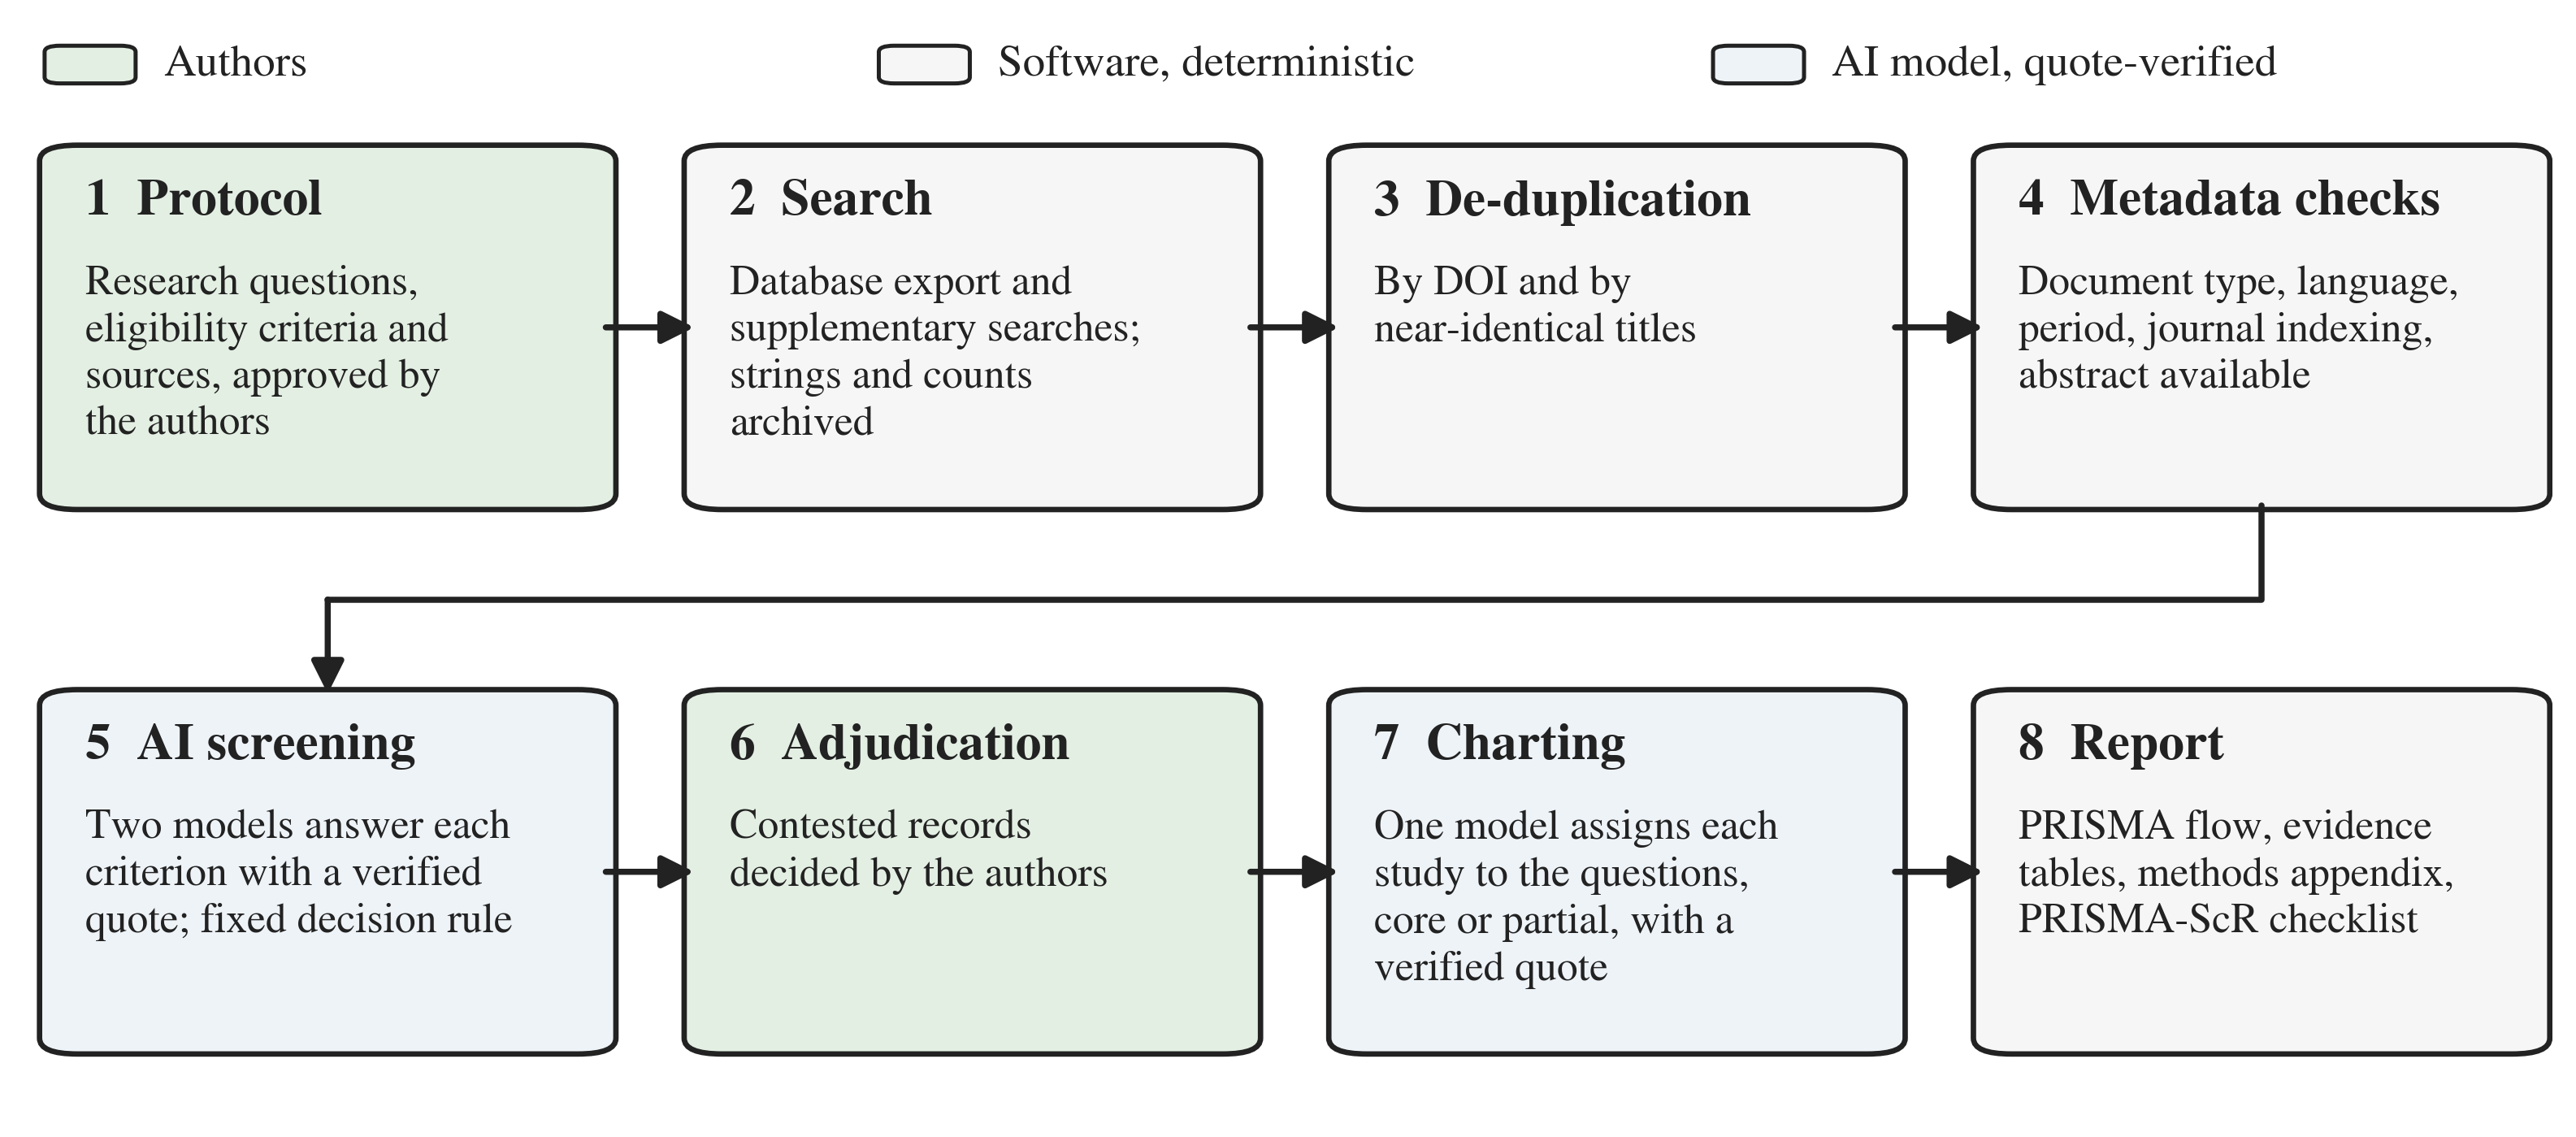 Authors
Software, deterministic
AI model, quote-verified
1 Protocol
Research questions,
eligibility criteria and
sources, approved by
the authors
2 Search
Database export and
supplementary searches;
strings and counts
archived
3 De-duplication
By DOI and by
near-identical titles
4 Metadata checks
Document type, language,
period, journal indexing,
abstract available
5 AI screening
Two models answer each
criterion with a verified
quote; fixed decision rule
6 Adjudication
Contested records
decided by the authors
7 Charting
One model assigns each
study to the questions,
core or partial, with a
verified quote
8 Report
PRISMA flow, evidence
tables, methods appendix,
PRISMA-ScR checklist